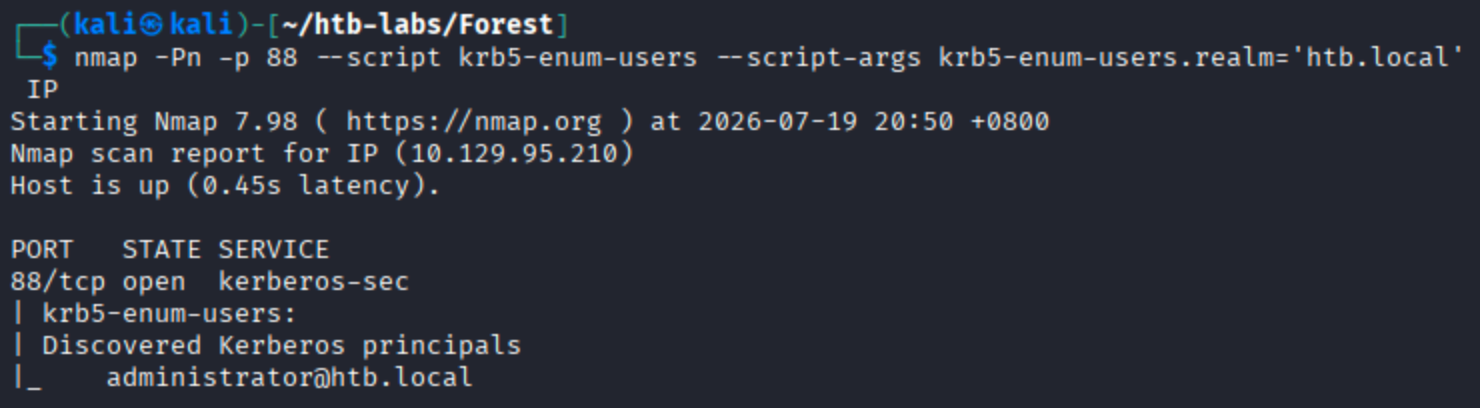 ┌──(kali㉿kali)-[~/htb-labs/Forest]
└─$ nmap -Pn -p 88 --script krb5-enum-users --script-args krb5-enum-users.realm='htb.local'
 IP
Starting Nmap 7.98 ( https://nmap.org ) at 2026-07-19 20:50 +0800
Nmap scan report for IP (10.129.95.210)
Host is up (0.45s latency).

PORT   STATE SERVICE
88/tcp open  kerberos-sec
| krb5-enum-users:
| Discovered Kerberos principals
|_    administrator@htb.local